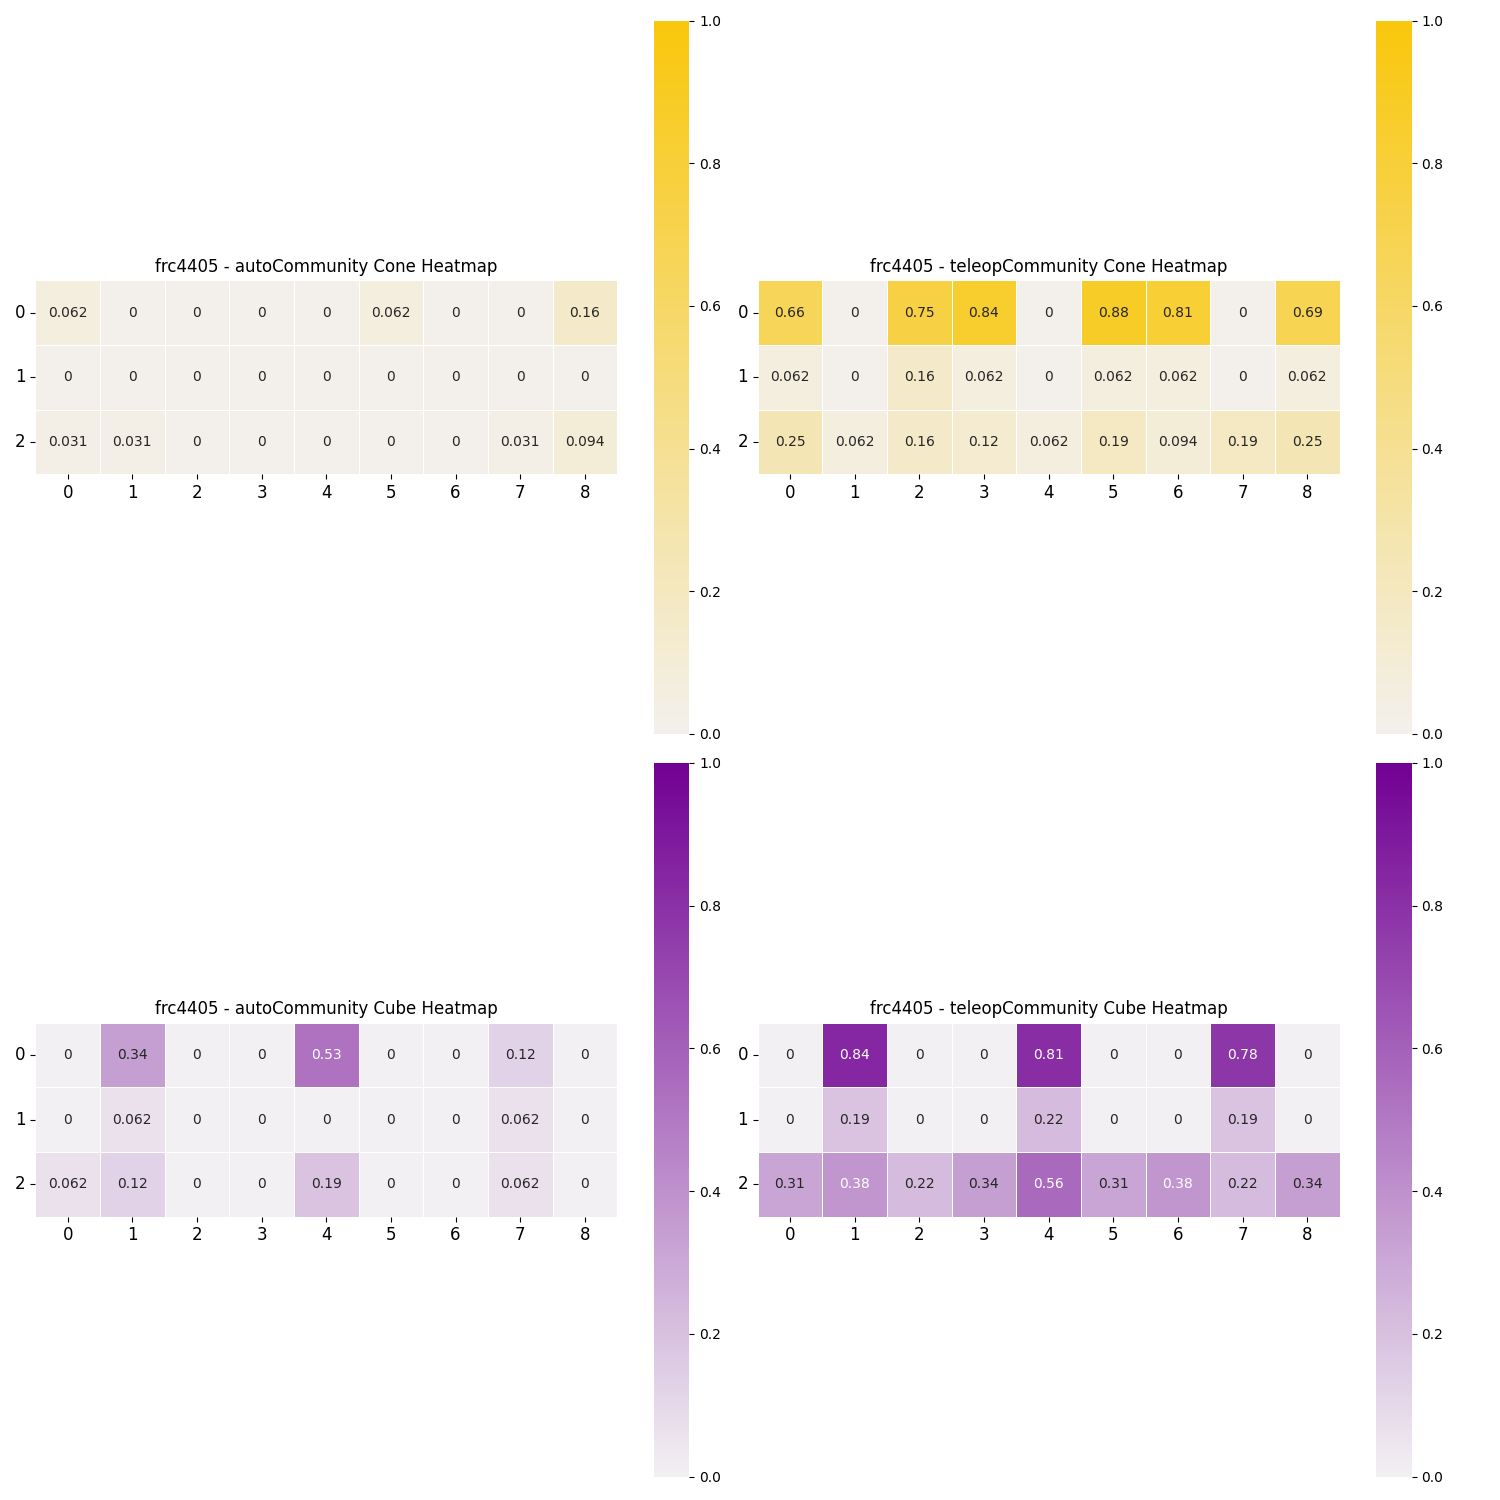 frc4405 - autoCommunity Cone Heatmap
0 0.062 0 0 0 0 0.062 0 0 0.16
1 0 0 0 0 0 0 0 0 0
2 0.031 0.031 0 0 0 0 0 0.031 0.094
0 1 2 3 4 5 6 7 8
1.0
0.8
0.6
0.4
0.2
0.0
frc4405 - teleopCommunity Cone Heatmap
0 0.66 0 0.75 0.84 0 0.88 0.81 0 0.69
1 0.062 0 0.16 0.062 0 0.062 0.062 0 0.062
2 0.25 0.062 0.16 0.12 0.062 0.19 0.094 0.19 0.25
0 1 2 3 4 5 6 7 8
1.0
0.8
0.6
0.4
0.2
0.0
frc4405 - autoCommunity Cube Heatmap
0 0 0.34 0 0 0.53 0 0 0.12 0
1 0 0.062 0 0 0 0 0 0.062 0
2 0.062 0.12 0 0 0.19 0 0 0.062 0
0 1 2 3 4 5 6 7 8
1.0
0.8
0.6
0.4
0.2
0.0
frc4405 - teleopCommunity Cube Heatmap
0 0 0.84 0 0 0.81 0 0 0.78 0
1 0 0.19 0 0 0.22 0 0 0.19 0
2 0.31 0.38 0.22 0.34 0.56 0.31 0.38 0.22 0.34
0 1 2 3 4 5 6 7 8
1.0
0.8
0.6
0.4
0.2
0.0